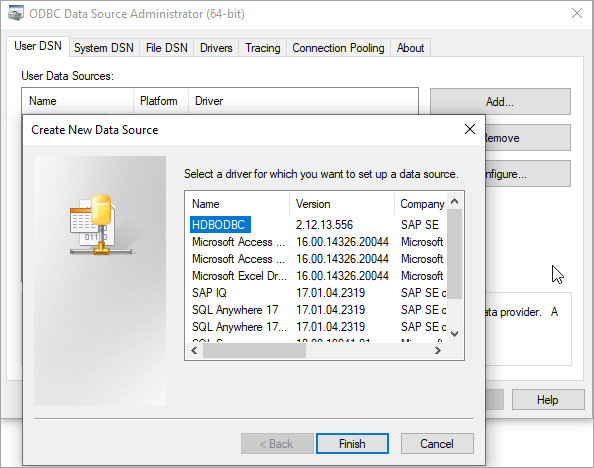 ODBC Data Source Administrator (64-bit)
User DSN System DSN File DSN Drivers Tracing Connection Pooling About
User Data Sources:
Name Platform Driver
Add...
Create New Data Source
Remove
Select a driver for which you want to set up a data source.
nfigure...
Name Version Company
HDBODBC 2.12.13.556 SAP SE
Microsoft Access ... 16.00.14326.20044 Microsoft
Microsoft Access ... 16.00.14326.20044 Microsoft
Microsoft Excel Dr... 16.00.14326.20044 Microsoft
SAP IQ 17.01.04.2319 SAP SE o
SQL Anywhere 17 17.01.04.2319 SAP SE o
ata provider. A
SQL Anywhere 17... 17.01.04.2319 SAP SE o
Help
< Back Finish Cancel